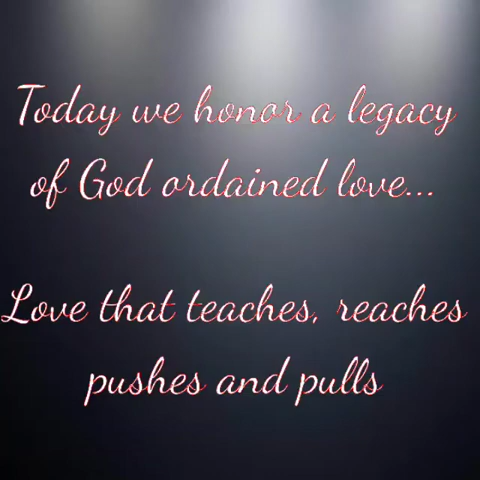 Today we honor a legacy
of God ordained love...
Love that teaches, reaches
pushes and pulls